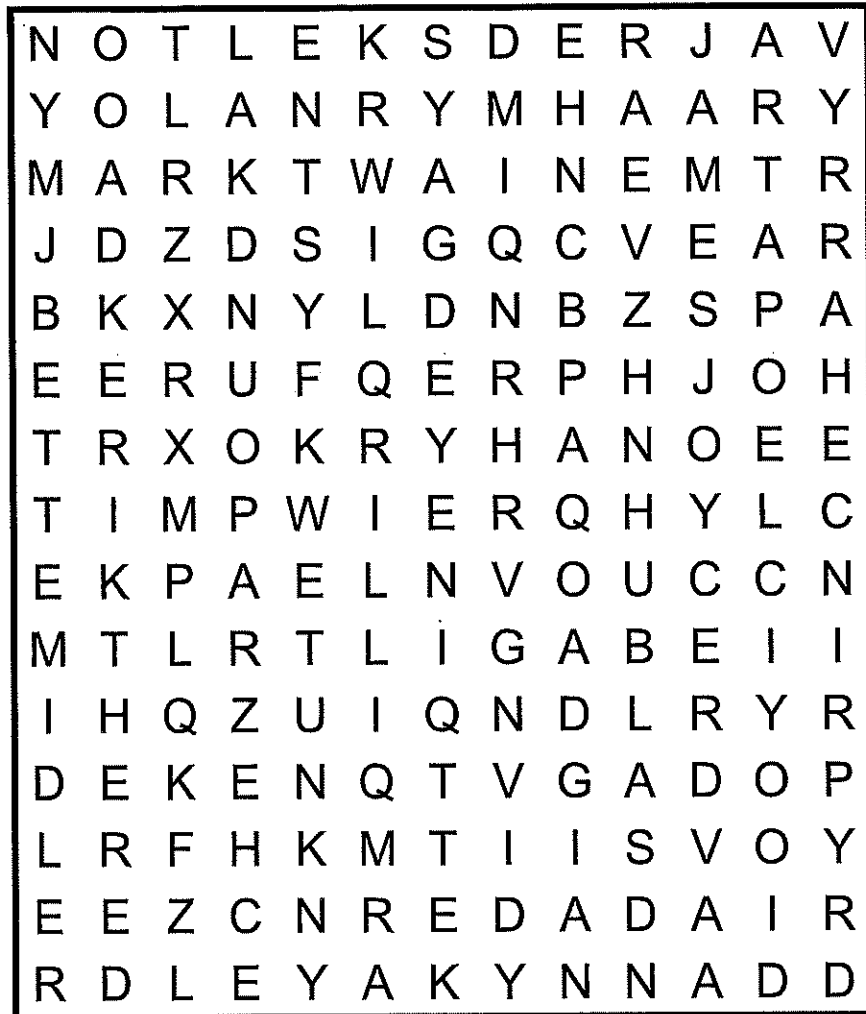 N O T L E K S D E R J A V
Y O L A N R Y M H A A R Y
M A R K T W A I N E M T R
J D Z D S I G Q C V E A R
B K X N Y L D N B Z S P A
E E R U F Q E R P H J O H
T R X O K R Y H A N O E E
T I M P W I E R Q H Y L C
E K P A E L N V O U C C N
M T L R T L I G A B E I I
I H Q Z U I Q N D L R Y R
D E K E N Q T V G A D O P
L R F H K M T I I S V O Y
E E Z C N R E D A D A I R
R D L E Y A K Y N N A D D